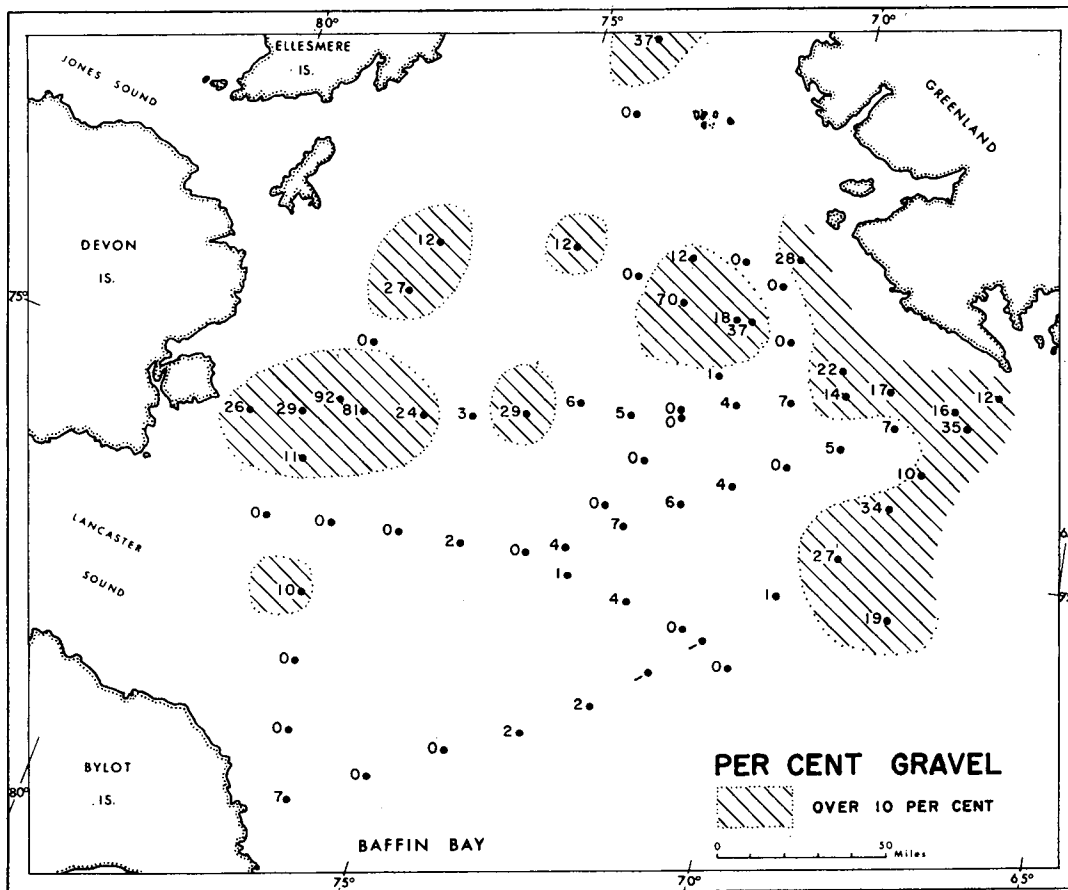 80° 75° 70°
ELLESMERE
IS.
JONES SOUND
GREENLAND
37
0
DEVON
IS.
12 12 12 0 28
0 0
27 70
75°
18
37
0 0
1 22
14 17
92
26 29 81 24 3 29 6 5 0 4 7 16 12
0
35
7
11 0 0 5
10
4
0 6
34
LANCASTER
SOUND
0 0 0 7
2 0 4
27
1
10 4 1
19
0
0 0
2
0 2
0
0
7
BYLOT
IS.
80°
PER CENT GRAVEL
OVER 10 PER CENT
0 50
Miles
BAFFIN BAY
75° 70° 65°